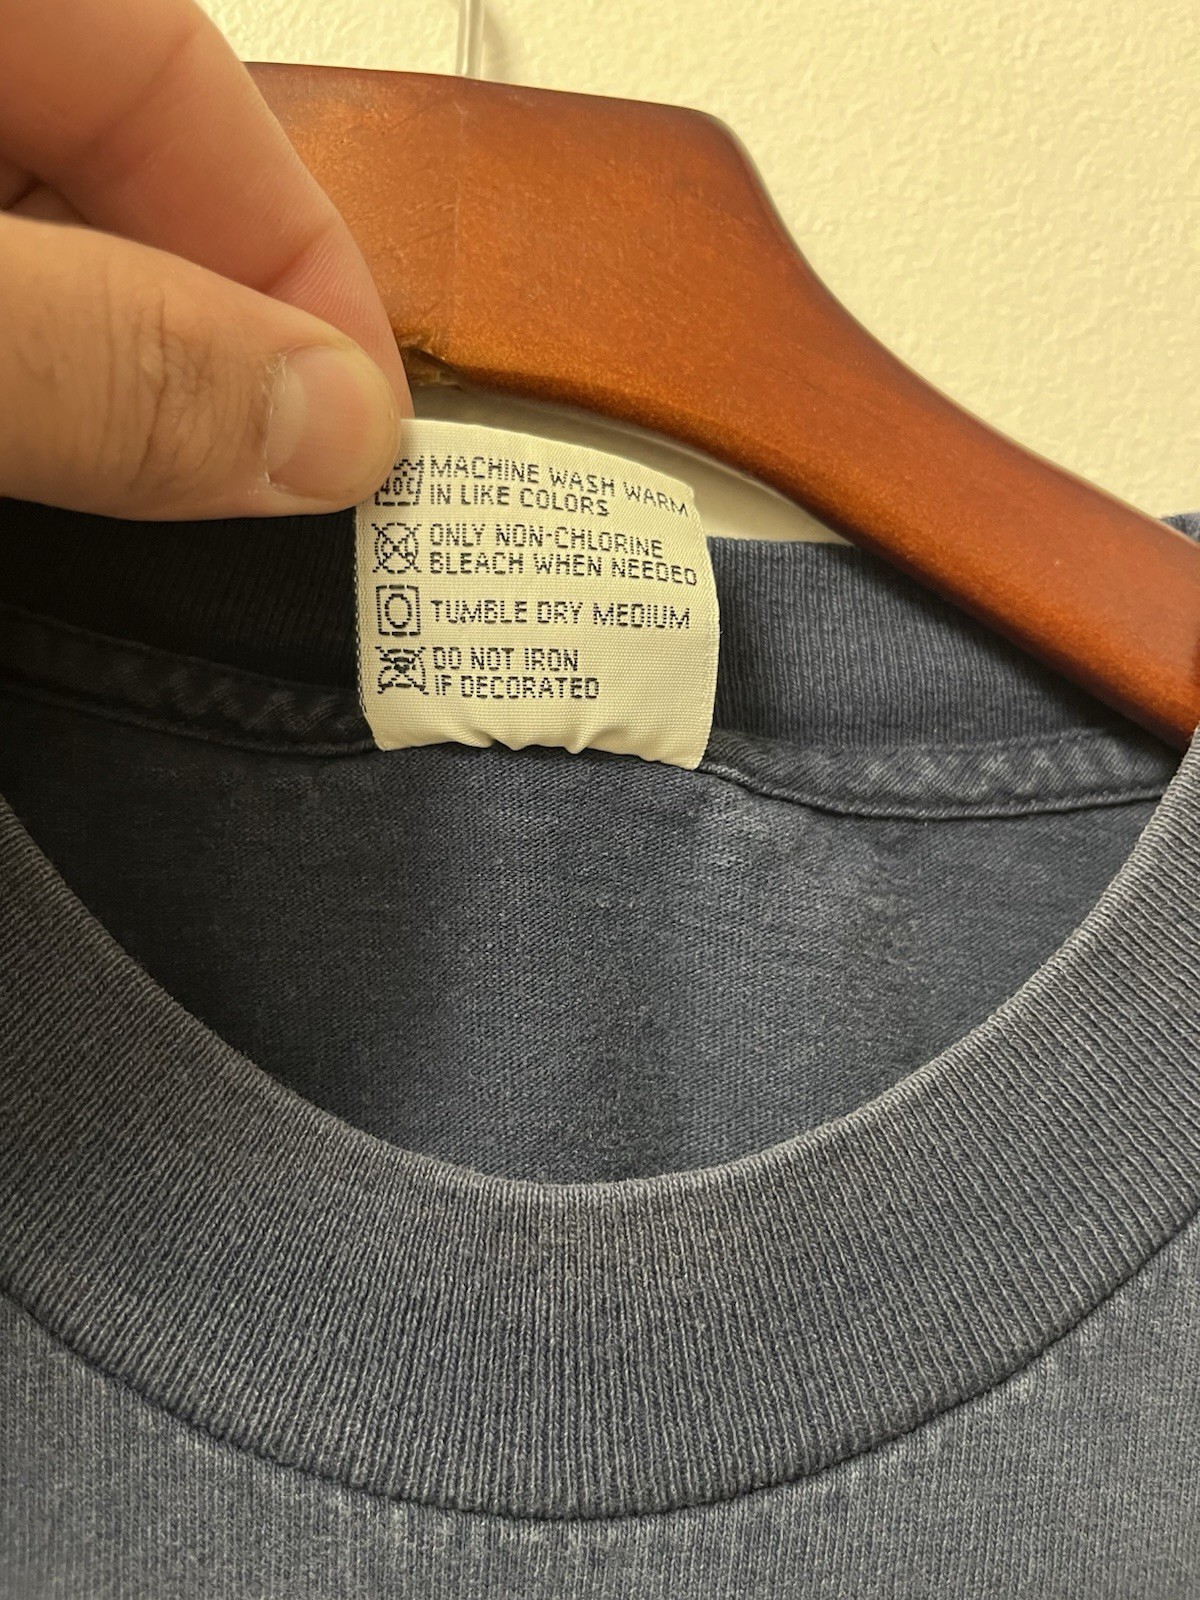 40C MACHINE WASH WARM
IN LIKE COLORS
ONLY NON-CHLORINE
BLEACH WHEN NEEDED
TUMBLE DRY MEDIUM
DO NOT IRON
IF DECORATED